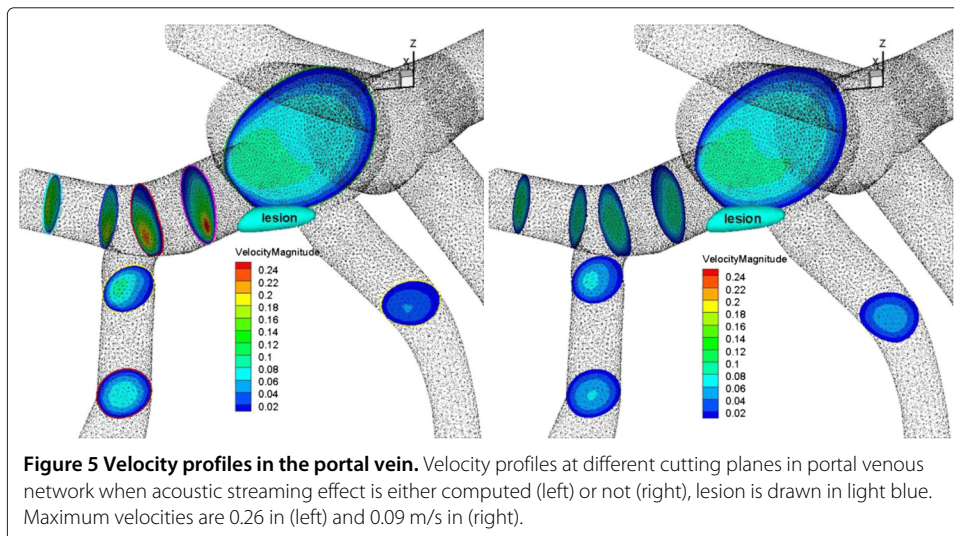 Z
X
lesion
VelocityMagnitude
0.24
0.22
0.2
0.18
0.16
0.14
0.12
0.1
0.08
0.06
0.04
0.02
Z
X
lesion
VelocityMagnitude
0.24
0.22
0.2
0.18
0.16
0.14
0.12
0.1
0.08
0.06
0.04
0.02
Figure 5 Velocity profiles in the portal vein. Velocity profiles at different cutting planes in portal venous
network when acoustic streaming effect is either computed (left) or not (right), lesion is drawn in light blue.
Maximum velocities are 0.26 in (left) and 0.09 m/s in (right).